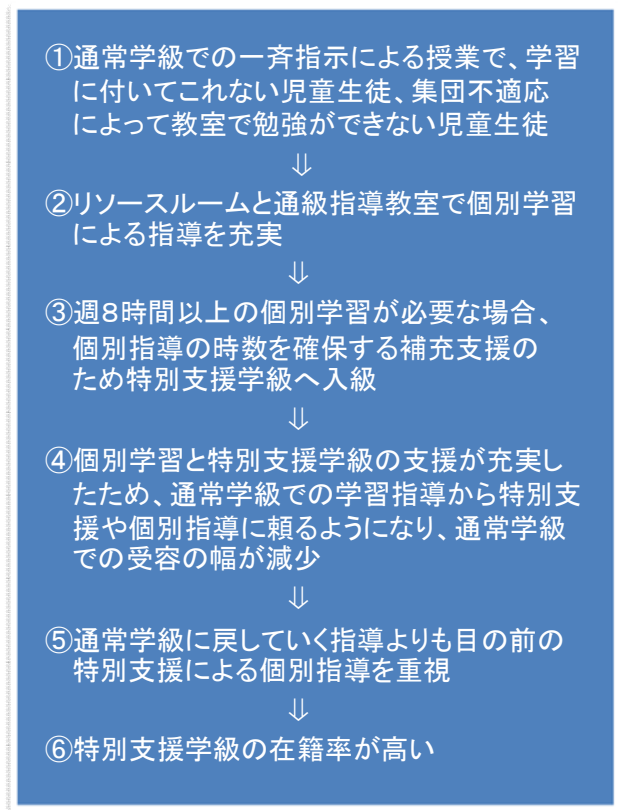 ①通常学級での一斉指示による授業で、学習
に付いてこれない児童生徒、集団不適応
によって教室で勉強ができない児童生徒
⇓
②リソースルームと通級指導教室で個別学習
による指導を充実
⇓
③週８時間以上の個別学習が必要な場合、
個別指導の時数を確保する補充支援の
ため特別支援学級へ入級
⇓
④個別学習と特別支援学級の支援が充実し
たため、通常学級での学習指導から特別支
援や個別指導に頼るようになり、通常学級
での受容の幅が減少
⇓
⑤通常学級に戻していく指導よりも目の前の
特別支援による個別指導を重視
⇓
⑥特別支援学級の在籍率が高い